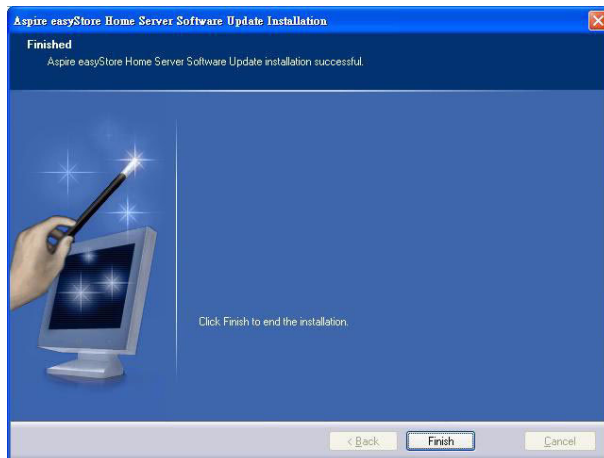 Aspire easyStore Home Server Software Update Installation
Finished
Aspire easyStore Home Server Software Update installation successful.
Click Finish to end the installation.
< Back
Finish
Cancel